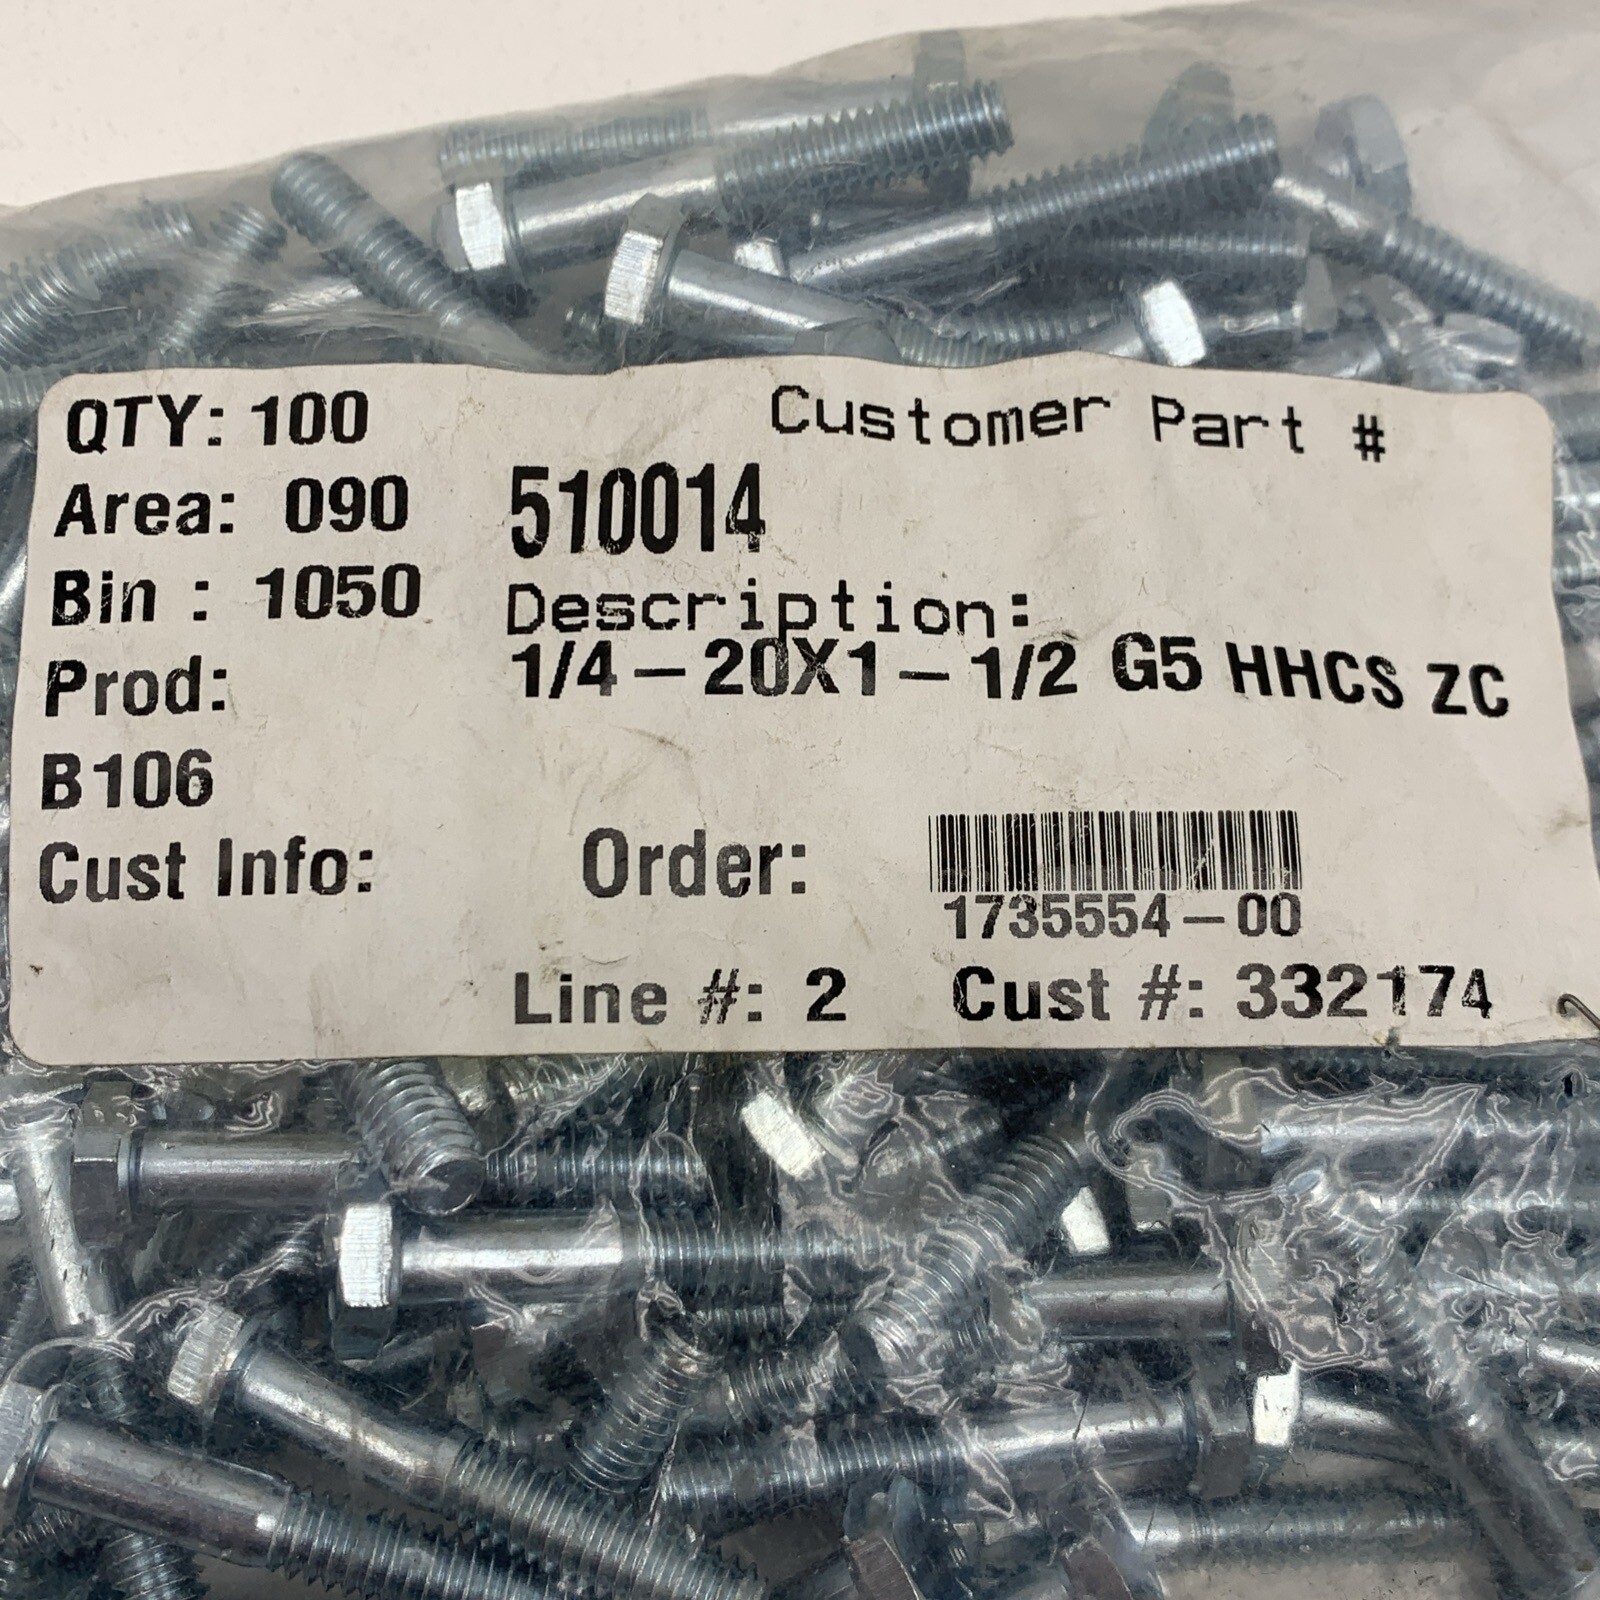 QTY: 100
Customer Part #
Area: 090
510014
Bin : 1050
Description:
Prod:
1/4-20X1-1/2 G5 HHCS ZC
B106
Cust Info:
Order:
1735554-00
Line #: 2
Cust #: 332174